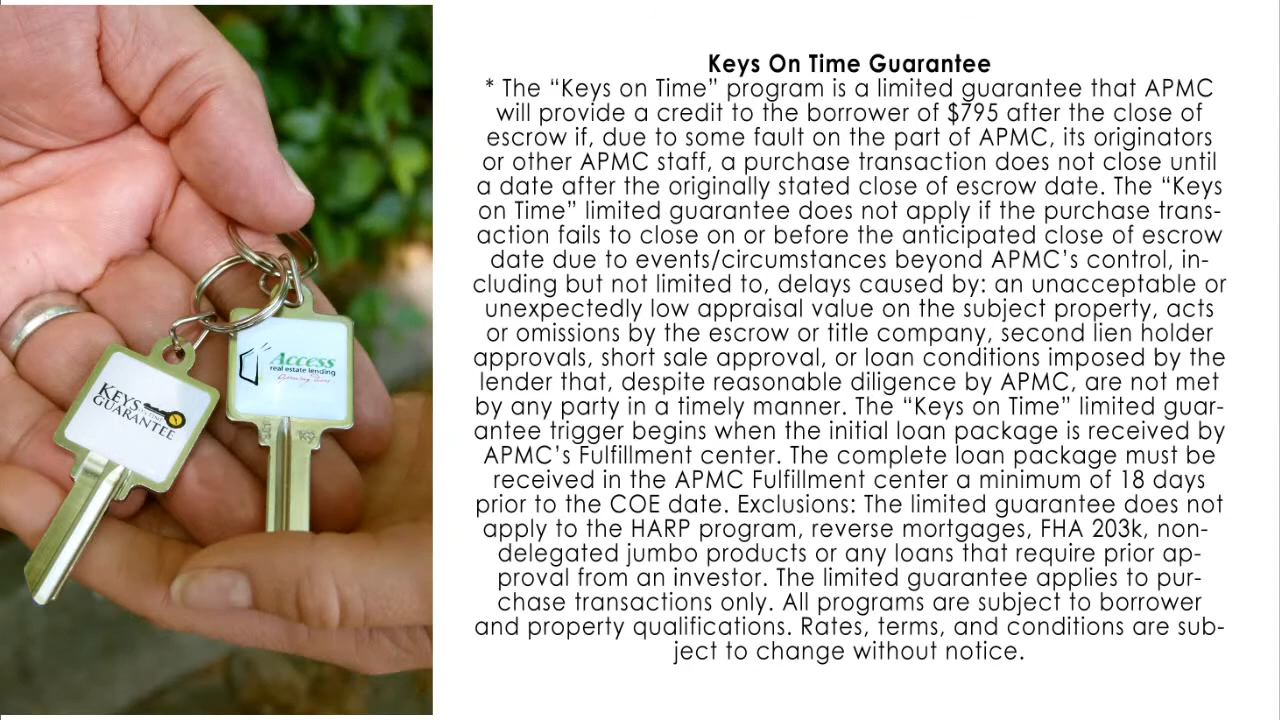 Keys On Time Guarantee
* The “Keys on Time” program is a limited guarantee that APMC
will provide a credit to the borrower of $795 after the close of
escrow if, due to some fault on the part of APMC, its originators
or other APMC staff, a purchase transaction does not close until
a date after the originally stated close of escrow date. The “Keys
on Time” limited guarantee does not apply if the purchase trans-
action fails to close on or before the anticipated close of escrow
date due to events/circumstances beyond APMC’s control, in-
cluding but not limited to, delays caused by: an unacceptable or
unexpectedly low appraisal value on the subject property, acts
or omissions by the escrow or title company, second lien holder
approvals, short sale approval, or loan conditions imposed by the
lender that, despite reasonable diligence by APMC, are not met
by any party in a timely manner. The “Keys on Time” limited guar-
antee trigger begins when the initial loan package is received by
APMC’s Fulfillment center. The complete loan package must be
received in the APMC Fulfillment center a minimum of 18 days
prior to the COE date. Exclusions: The limited guarantee does not
apply to the HARP program, reverse mortgages, FHA 203k, non-
delegated jumbo products or any loans that require prior ap-
proval from an investor. The limited guarantee applies to pur-
chase transactions only. All programs are subject to borrower
and property qualifications. Rates, terms, and conditions are sub-
ject to change without notice.
Access
real estate lending
KEYS
GUARANTEE